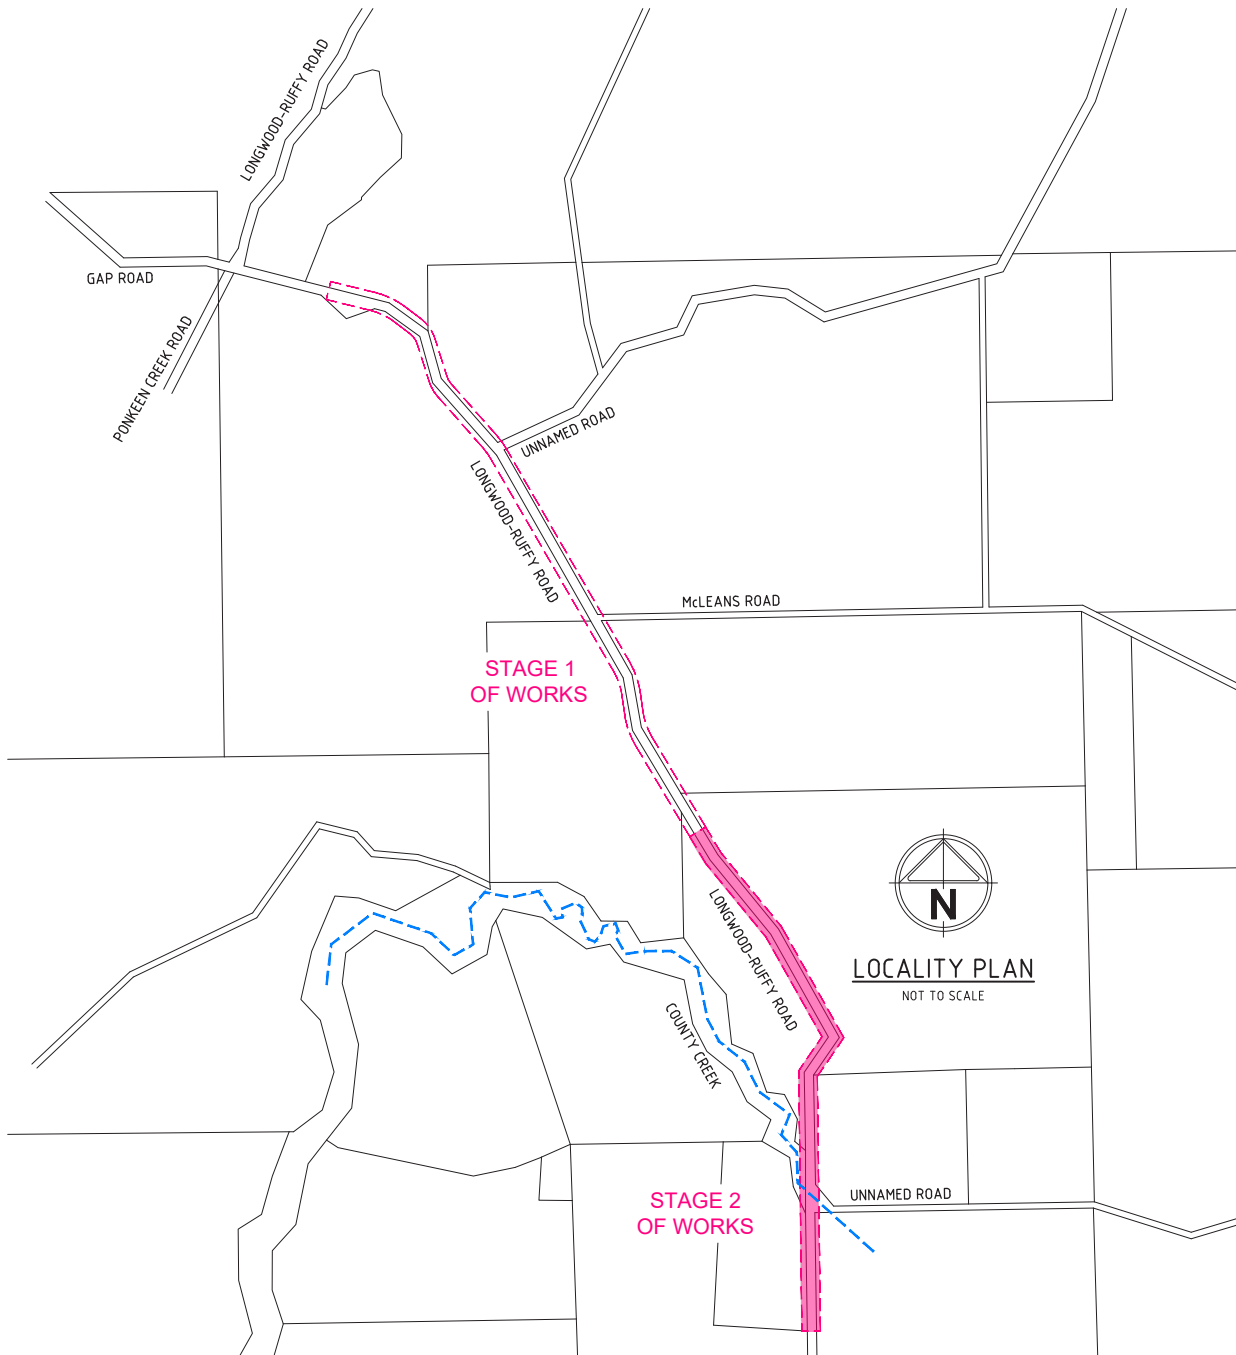 LONGWOOD-RUFFY ROAD
GAP ROAD
PONKEEN CREEK ROAD
UNNAMED ROAD
LONGWOOD-RUFFY ROAD
McLEANS ROAD
STAGE 1
OF WORKS
N
LONGWOOD-RUFFY ROAD
LOCALITY PLAN
NOT TO SCALE
COUNTY CREEK
STAGE 2
OF WORKS
UNNAMED ROAD